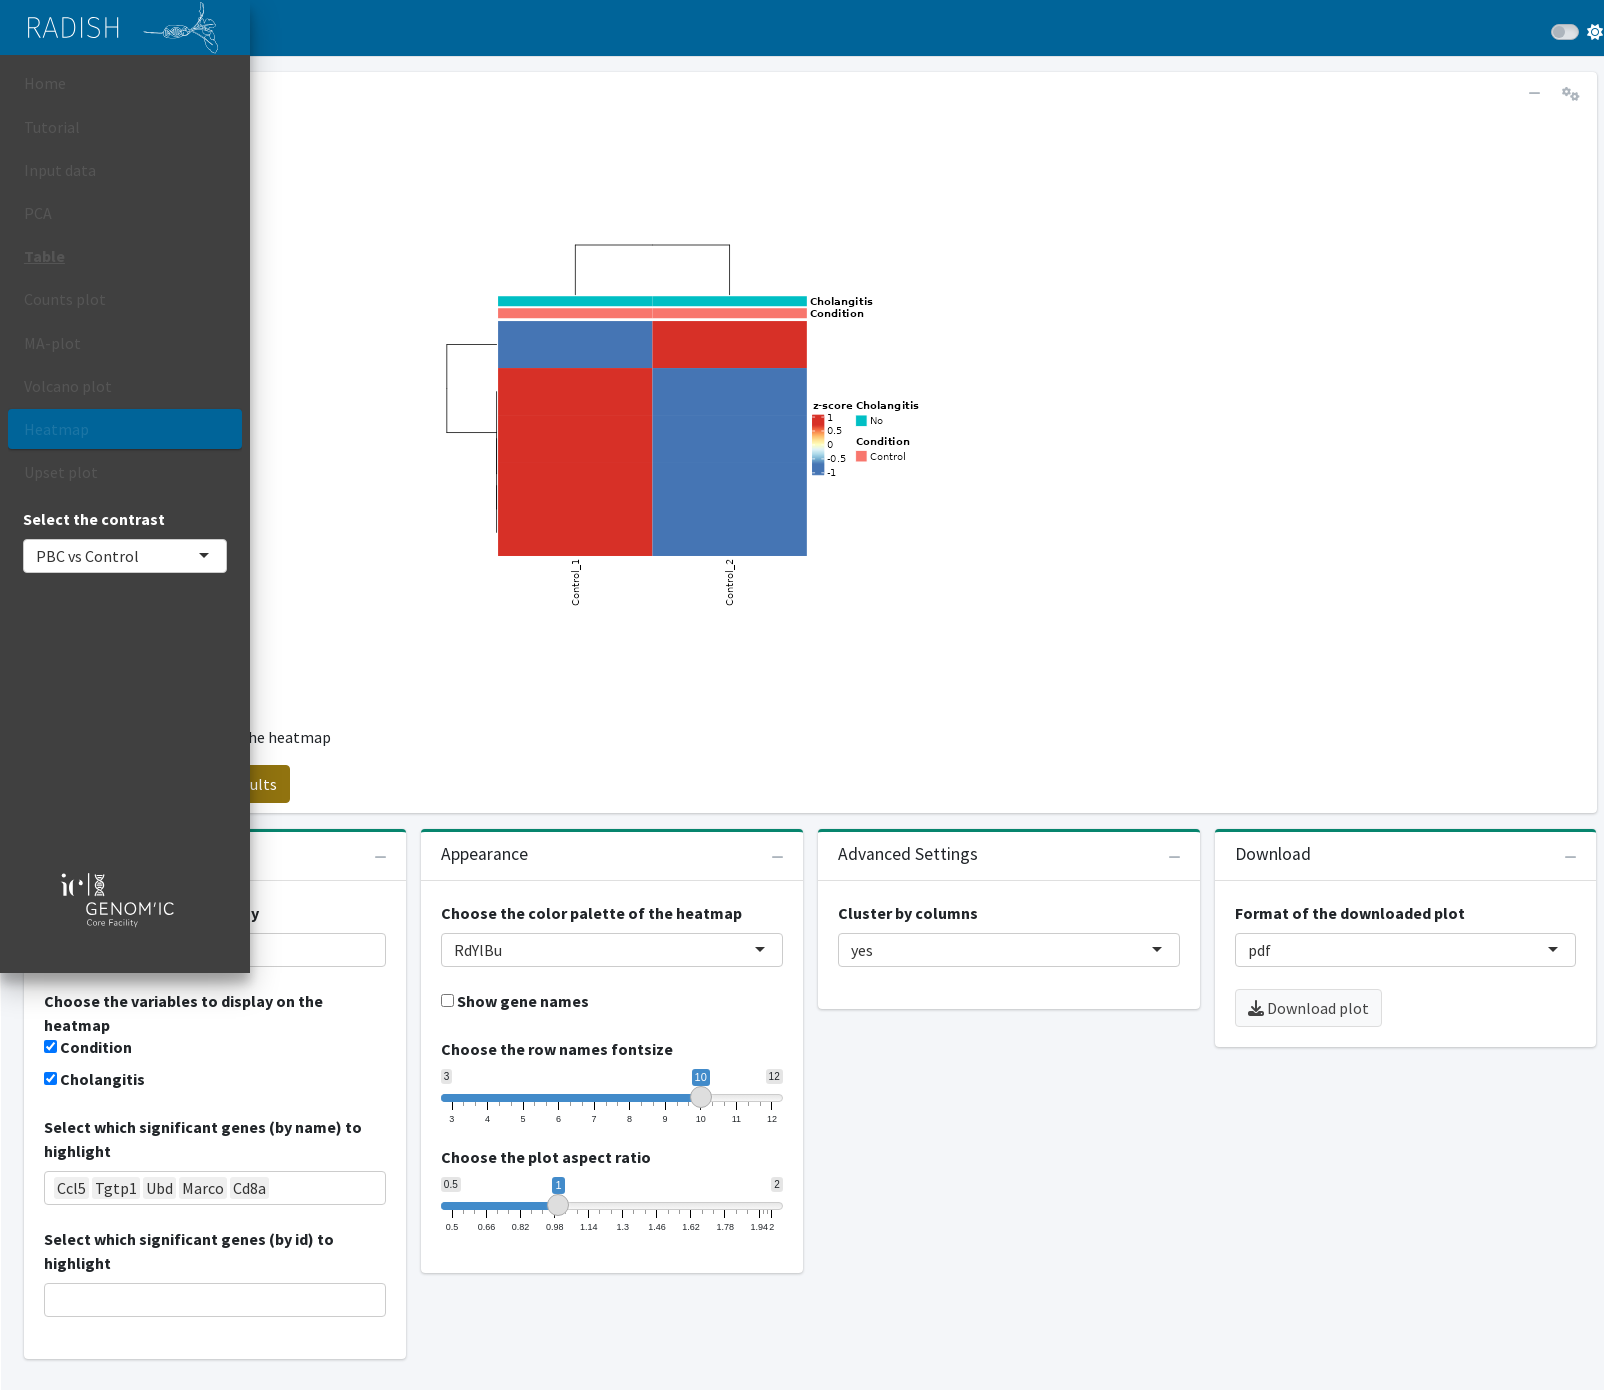 RADISH
Home
Tutorial
Input data
PCA
Table
Counts plot
MA-plot
Volcano plot
Heatmap
Upset plot
Select the contrast
PBC vs Control
GENOM'IC
Core Facility
Cholangitis
Condition
z-score
1
0.5
0
-0.5
-1
Cholangitis
No
Condition
Control
Control_1
Control_2
he heatmap
ults
y
Choose the variables to display on the
heatmap
Condition
Cholangitis
Select which significant genes (by name) to
highlight
Ccl5 Tgtp1 Ubd Marco Cd8a
Select which significant genes (by id) to
highlight
Appearance
Choose the color palette of the heatmap
RdYlBu
Show gene names
Choose the row names fontsize
3 10 12
3 4 5 6 7 8 9 10 11 12
Choose the plot aspect ratio
0.5 1 2
0.5 0.66 0.82 0.98 1.14 1.3 1.46 1.62 1.78 1.94 2
Advanced Settings
Cluster by columns
yes
Download
Format of the downloaded plot
pdf
Download plot